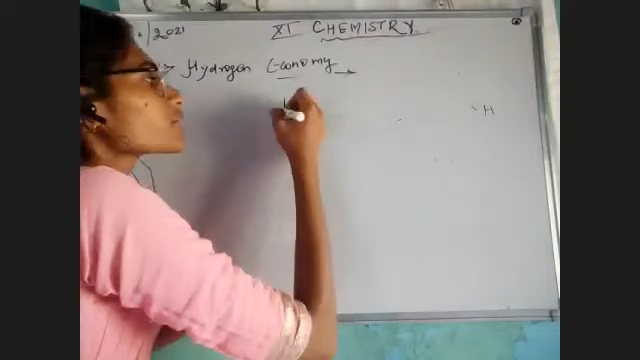 /2021 XI CHEMISTRY
Hydrogen Economy →
H